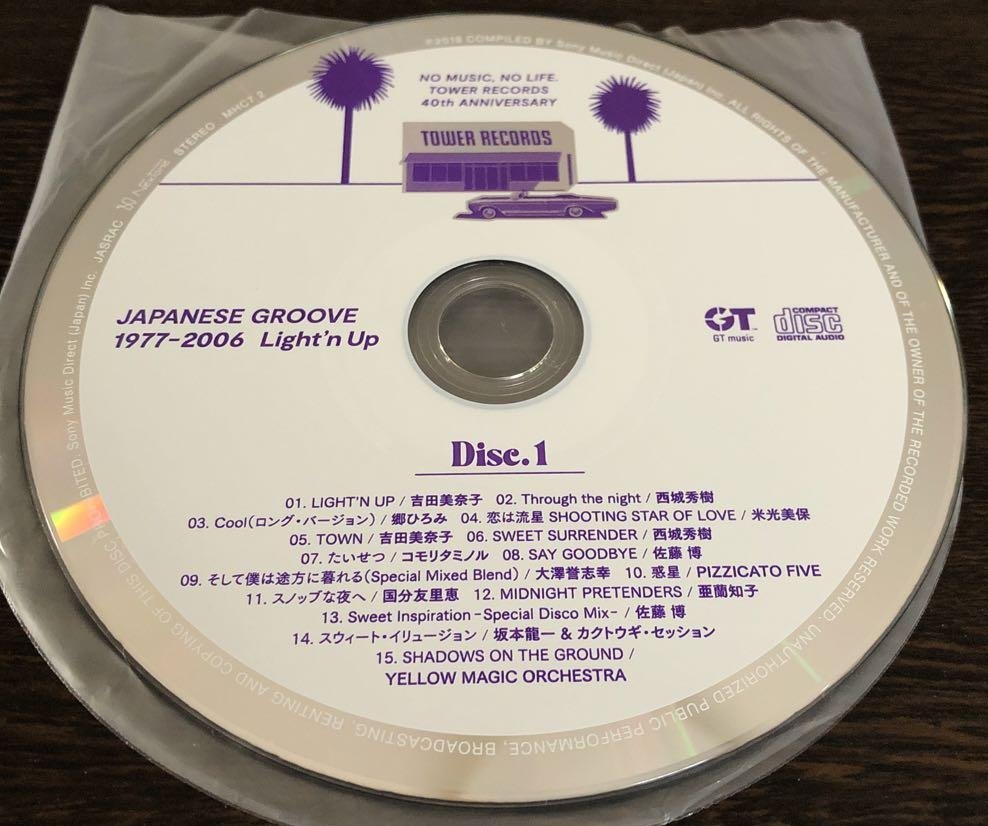 NO MUSIC, NO LIFE.
TOWER RECORDS
40th ANNIVERSARY
TOWER RECORDS
JAPANESE GROOVE
1977-2006 Light'n Up
GT
GT music
COMPACT
disc
DIGITAL AUDIO
Disc.1
01. LIGHT'N UP / 吉田美奈子 02. Through the night / 西城秀樹
03. Cool(ロング・バージョン) / 郷ひろみ 04. 恋は流星 SHOOTING STAR OF LOVE / 米光美保
05. TOWN / 吉田美奈子 06. SWEET SURRENDER / 西城秀樹
07. たいせつ / コモリタミノル 08. SAY GOODBYE / 佐藤 博
09. そして僕は途方に暮れる(Special Mixed Blend) / 大澤誉志幸 10. 惑星 / PIZZICATO FIVE
11. スノッブな夜へ / 国分友里恵 12. MIDNIGHT PRETENDERS / 亜蘭知子
13. Sweet Inspiration -Special Disco Mix- / 佐藤 博
14. スウィート・イリュージョン / 坂本龍一 & カクトウギ・セッション
15. SHADOWS ON THE GROUND /
YELLOW MAGIC ORCHESTRA
STEREO MHC7 2
COMPILED BY Sony Music Direct (Japan) Inc. ALL RIGHTS OF THE MANUFACTURER AND OF THE OWNER OF THE RECORDED WORK RESERVED. UNAUTHORIZED PUBLIC PERFORMANCE, BROADCASTING, RENTING AND COPYING OF THIS DISC
Sony Music Direct (Japan) Inc. JASRAC